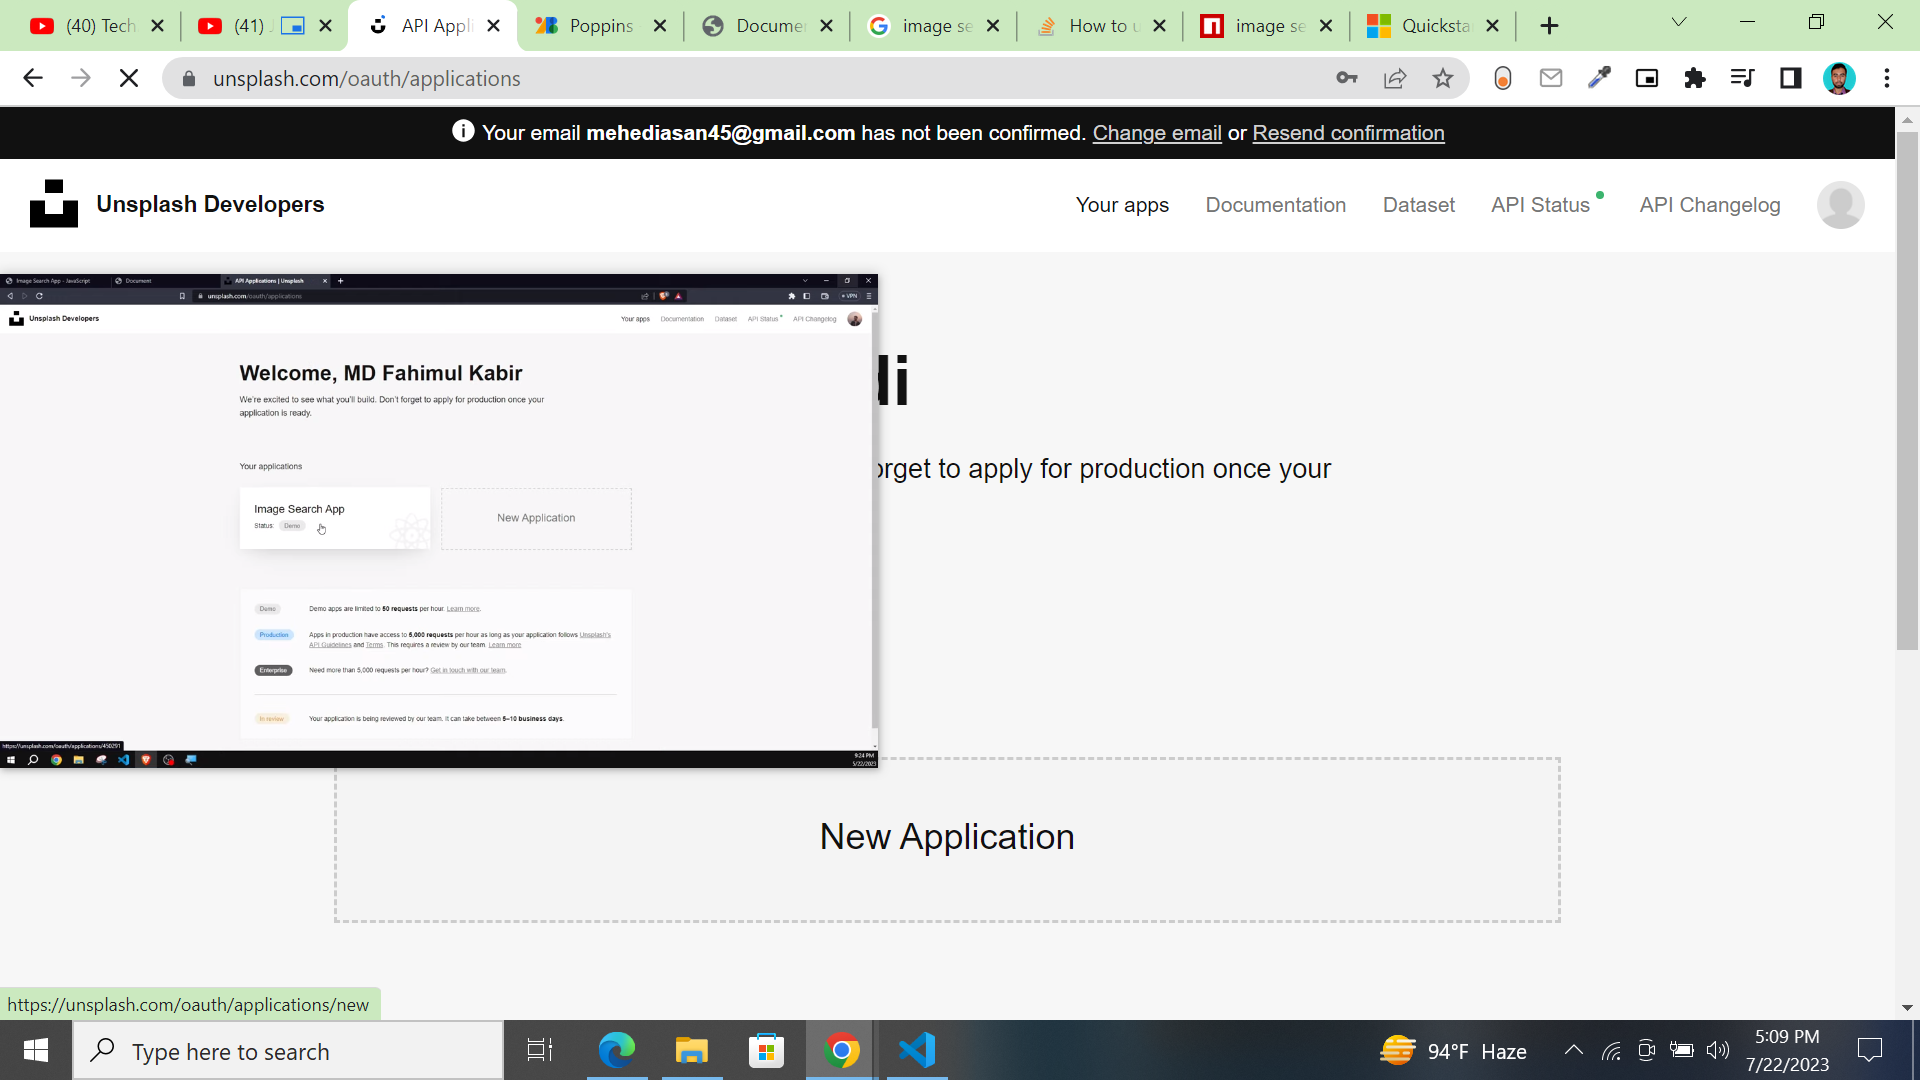 (40) Tech
(41)
API Appli
Poppins
Documen
image se
How to u
image se
Quicksta
unsplash.com/oauth/applications
Your email mehediasan45@gmail.com has not been confirmed. Change email or Resend confirmation
Unsplash Developers
Your apps
Documentation
Dataset
API Status
API Changelog
Image Search App - JavaScript
Document
API Applications | Unsplash
unsplash.com/oauth/applications
VPN
Unsplash Developers
Your apps
Documentation
Dataset
API Status
API Changelog
Welcome, MD Fahimul Kabir
We're excited to see what you'll build. Don't forget to apply for production once your
application is ready.
Your applications
Image Search App
Status: Demo
New Application
Demo
Demo apps are limited to 50 requests per hour. Learn more.
Production
Apps in production have access to 5,000 requests per hour as long as your application follows Unsplash's
API Guidelines and Terms. This requires a review by our team. Learn more
Enterprise
Need more than 5,000 requests per hour? Get in touch with our team.
In review
Your application is being reviewed by our team. It can take between 5–10 business days.
https://unsplash.com/oauth/applications/450291
9:24 PM
5/22/2023
di
orget to apply for production once your
New Application
https://unsplash.com/oauth/applications/new
Type here to search
94°F Haze
5:09 PM
7/22/2023